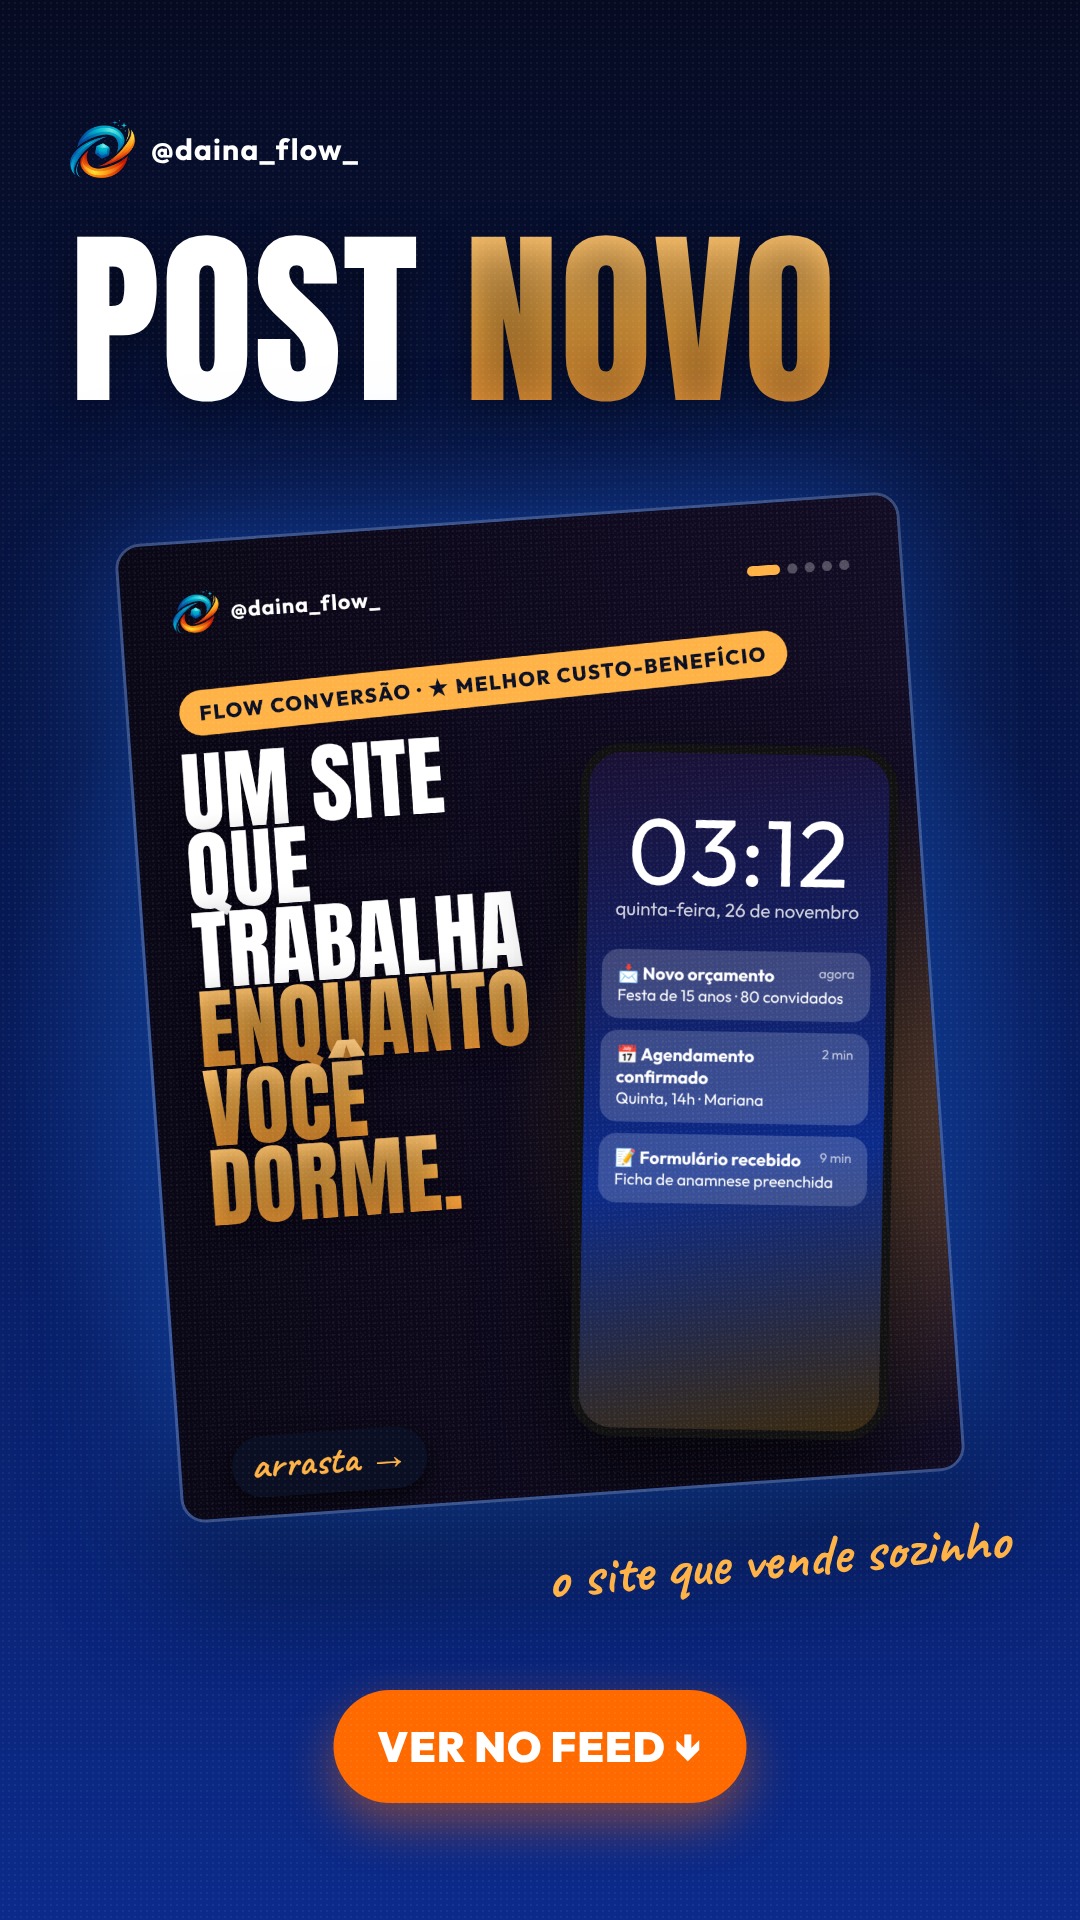 @daina_flow_
POST NOVO
@daina_flow_
FLOW CONVERSÃO · ★ MELHOR CUSTO-BENEFÍCIO
UM SITE
QUE
TRABALHA
ENQUANTO
VOCÊ
DORME.
03:12
quinta-feira, 26 de novembro
📩 Novo orçamento agora
Festa de 15 anos · 80 convidados
📅 Agendamento 2 min
confirmado
Quinta, 14h · Mariana
📝 Formulário recebido 9 min
Ficha de anamnese preenchida
arrasta →
o site que vende sozinho
VER NO FEED ↓